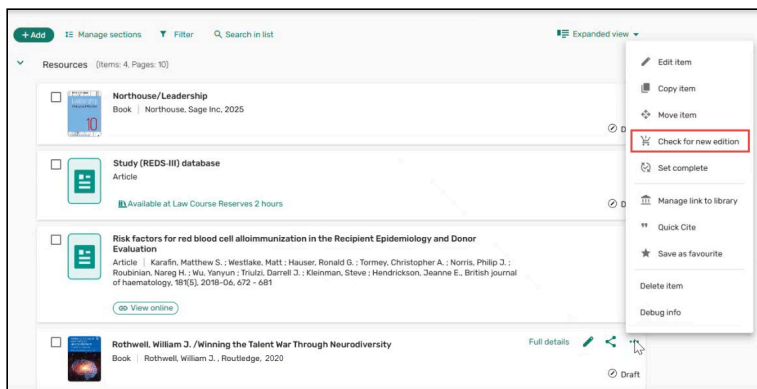 + Add Manage sections Filter Search in list Expanded view
Resources (Items: 4, Pages: 10)
Northouse/Leadership
Book | Northouse, Sage Inc, 2025
10
D
Study (REDS-III) database
Article
Available at Law Course Reserves 2 hours
D
Risk factors for red blood cell alloimmunization in the Recipient Epidemiology and Donor
Evaluation
Article | Karafin, Matthew S. ; Westlake, Matt ; Hauser, Ronald G. ; Tormey, Christopher A. ; Norris, Philip J. ;
Roubinian, Nareg H. ; Wu, Yanyun ; Triulzi, Darrell J. ; Kleinman, Steve ; Hendrickson, Jeanne E., British journal
of haematology, 181(5), 2018-06, 672 - 681
View online
Rothwell, William J. /Winning the Talent War Through Neurodiversity
Book | Rothwell, William J. , Routledge, 2020
Full details
Draft
Edit item
Copy item
Move item
Check for new edition
Set complete
Manage link to library
Quick Cite
Save as favourite
Delete item
Debug info